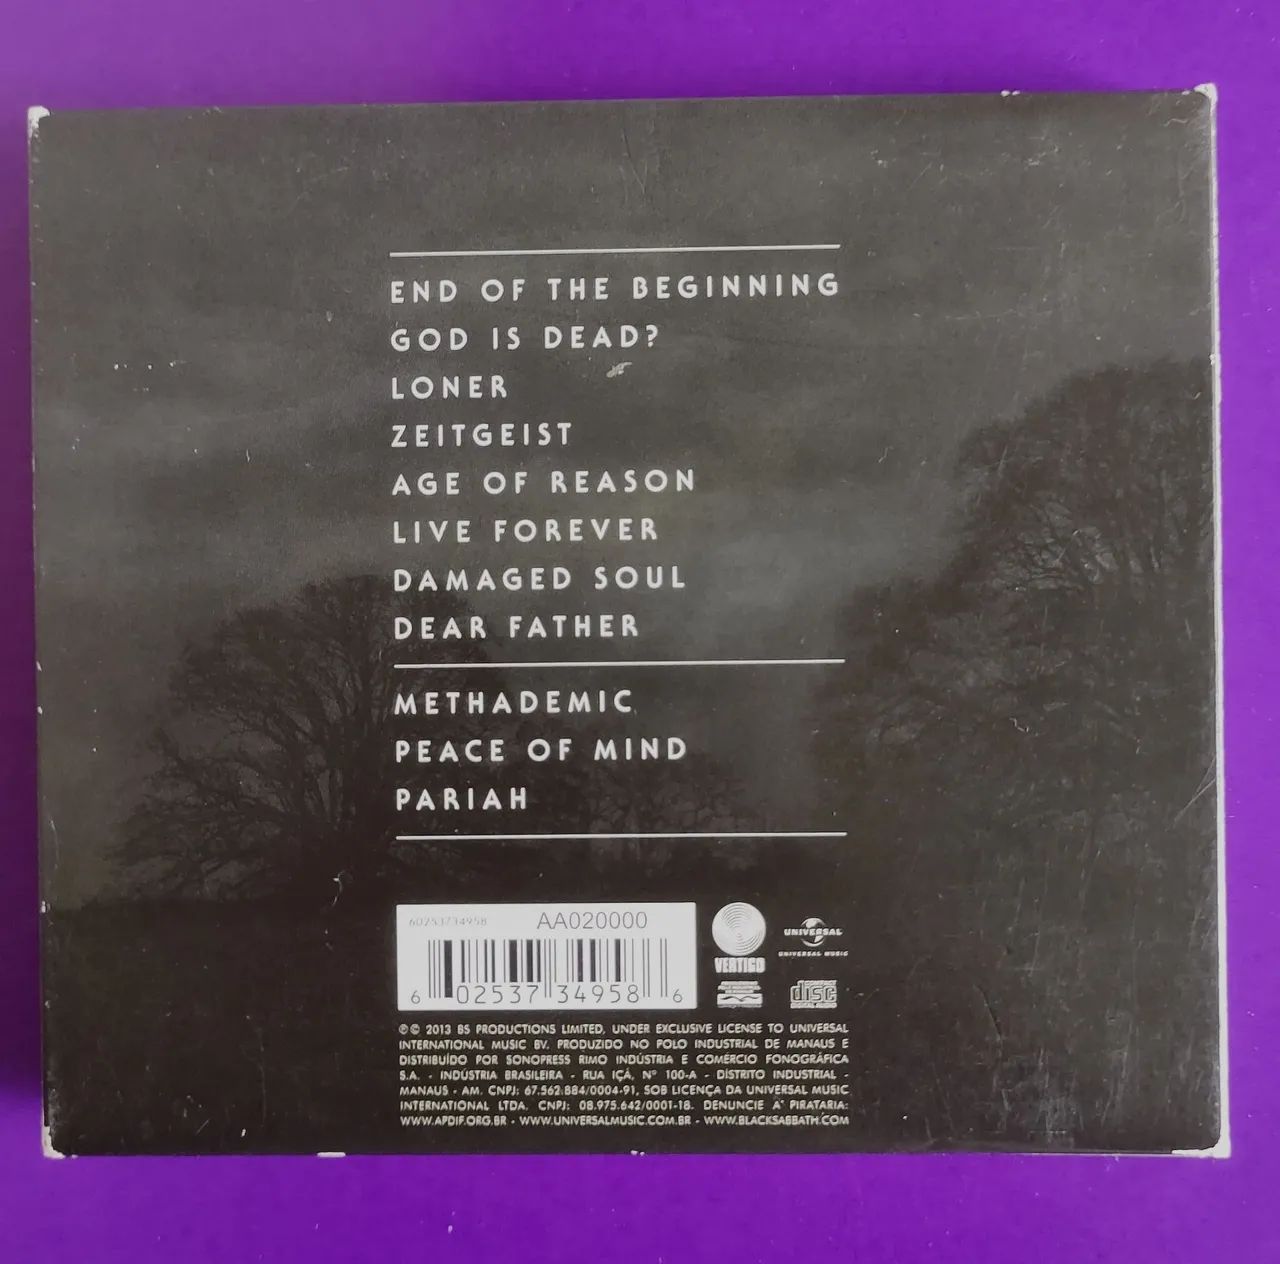 END OF THE BEGINNING
GOD IS DEAD?
LONER
ZEITGEIST
AGE OF REASON
LIVE FOREVER
DAMAGED SOUL
DEAR FATHER
METHADEMIC
PEACE OF MIND
PARIAH
60253734958 AA020000
6 02537 34958 6
VERTIGO
UNIVERSAL
UNIVERSAL MUSIC
COMPACT
disc
DIGITAL AUDIO
℗© 2013 BS PRODUCTIONS LIMITED, UNDER EXCLUSIVE LICENSE TO UNIVERSAL
INTERNATIONAL MUSIC BV. PRODUZIDO NO POLO INDUSTRIAL DE MANAUS E
DISTRIBUÍDO POR SONOPRESS RIMO INDÚSTRIA E COMÉRCIO FONOGRÁFICA
S.A. - INDÚSTRIA BRASILEIRA - RUA IÇÁ, Nº 100-A - DISTRITO INDUSTRIAL -
MANAUS - AM. CNPJ: 67.562.884/0004-91, SOB LICENÇA DA UNIVERSAL MUSIC
INTERNATIONAL LTDA. CNPJ: 08.975.642/0001-18. DENUNCIE A PIRATARIA:
WWW.APDIF.ORG.BR - WWW.UNIVERSALMUSIC.COM.BR - WWW.BLACKSABBATH.COM